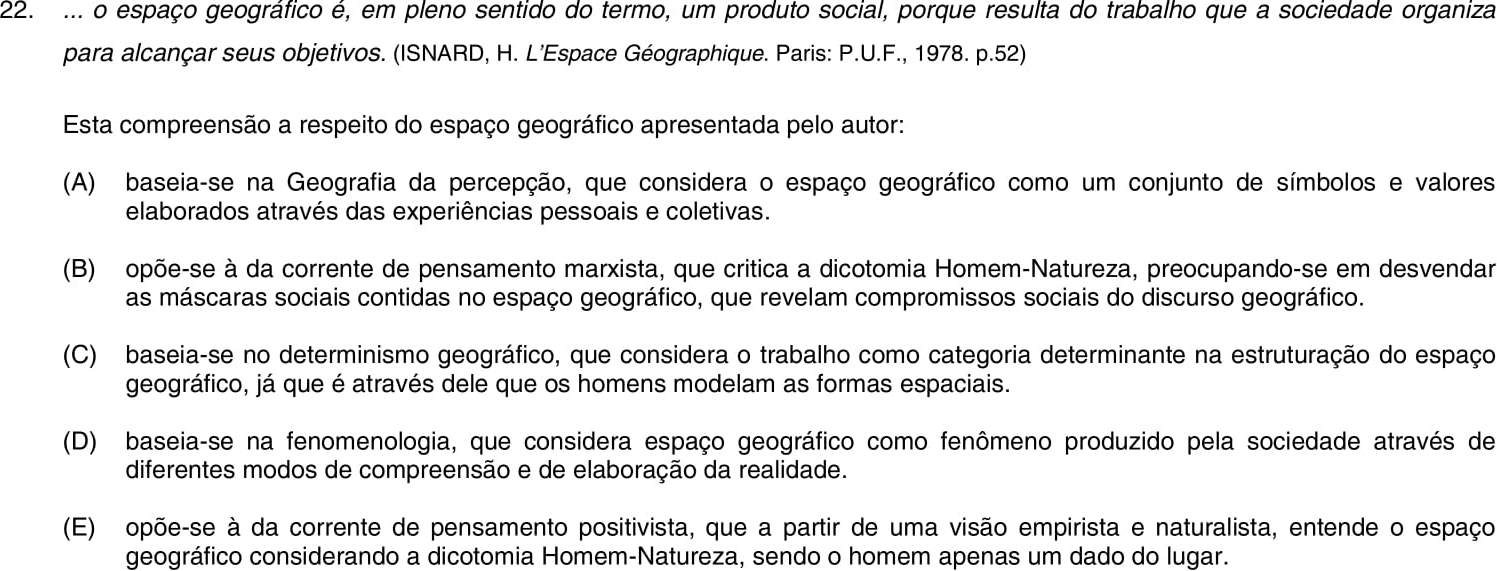 22. ... o espaço geográfico é, em pleno sentido do termo, um produto social, porque resulta do trabalho que a sociedade organiza
para alcançar seus objetivos. (ISNARD, H. L'Espace Géographique. Paris: P.U.F., 1978. p.52)
Esta compreensão a respeito do espaço geográfico apresentada pelo autor:
(A) baseia-se na Geografia da percepção, que considera o espaço geográfico como um conjunto de símbolos e valores
elaborados através das experiências pessoais e coletivas.
(B) opõe-se à da corrente de pensamento marxista, que critica a dicotomia Homem-Natureza, preocupando-se em desvendar
as máscaras sociais contidas no espaço geográfico, que revelam compromissos sociais do discurso geográfico.
(C) baseia-se no determinismo geográfico, que considera o trabalho como categoria determinante na estruturação do espaço
geográfico, já que é através dele que os homens modelam as formas espaciais.
(D) baseia-se na fenomenologia, que considera espaço geográfico como fenômeno produzido pela sociedade através de
diferentes modos de compreensão e de elaboração da realidade.
(E) opõe-se à da corrente de pensamento positivista, que a partir de uma visão empirista e naturalista, entende o espaço
geográfico considerando a dicotomia Homem-Natureza, sendo o homem apenas um dado do lugar.